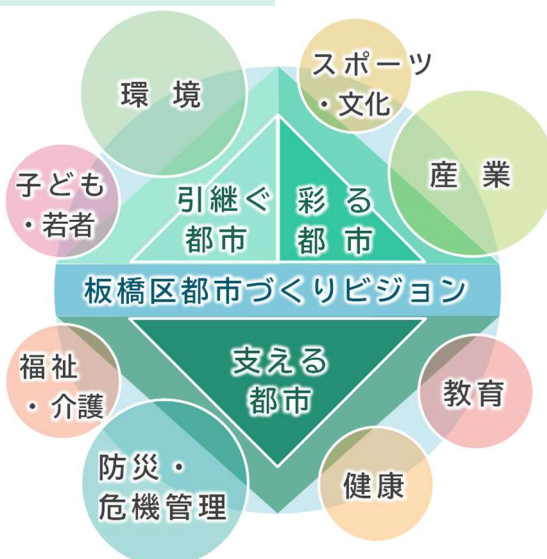 環境
スポーツ
・文化
産業
子ども
・若者
引継ぐ
都市
彩る
都市
板橋区都市づくりビジョン
支える
都市
福祉
・介護
教育
防災・
危機管理
健康